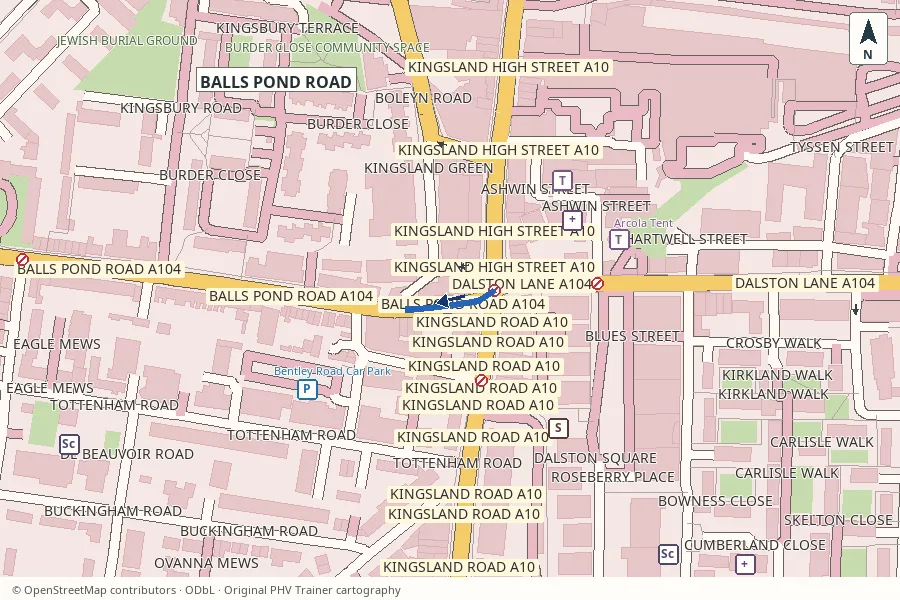 KINGSBURY TERRACE
JEWISH BURIAL GROUND
BURDER CLOSE COMMUNITY SPACE
N
KINGSLAND HIGH STREET A10
BALLS POND ROAD
BOLEYN ROAD
KINGSBURY ROAD
BURDER CLOSE
TYSSEN STREET
KINGSLAND HIGH STREET A10
KINGSLAND GREEN
BURDER CLOSE
T
ASHWIN STREET
ASHWIN STREET
+
Arcola Tent
KINGSLAND HIGH STREET A10
T
HARTWELL STREET
BALLS POND ROAD A104
KINGSLAND HIGH STREET A10
DALSTON LANE A104
DALSTON LANE A104
BALLS POND ROAD A104
BALLS POND ROAD A104
KINGSLAND ROAD A10
BLUES STREET
EAGLE MEWS
KINGSLAND ROAD A10
CROSBY WALK
KINGSLAND ROAD A10
Bentley Road Car Park
KIRKLAND WALK
P
EAGLE MEWS
KINGSLAND ROAD A10
KIRKLAND WALK
TOTTENHAM ROAD
KINGSLAND ROAD A10
S
TOTTENHAM ROAD
KINGSLAND ROAD A10
Sc
CARLISLE WALK
DE BEAUVOIR ROAD
TOTTENHAM ROAD
DALSTON SQUARE
ROSEBERRY PLACE
CARLISLE WALK
KINGSLAND ROAD A10
BOWNESS CLOSE
BUCKINGHAM ROAD
KINGSLAND ROAD A10
SKELTON CLOSE
BUCKINGHAM ROAD
CUMBERLAND CLOSE
Sc
+
OVANNA MEWS
KINGSLAND ROAD A10
© OpenStreetMap contributors · ODbL · Original PHV Trainer cartography